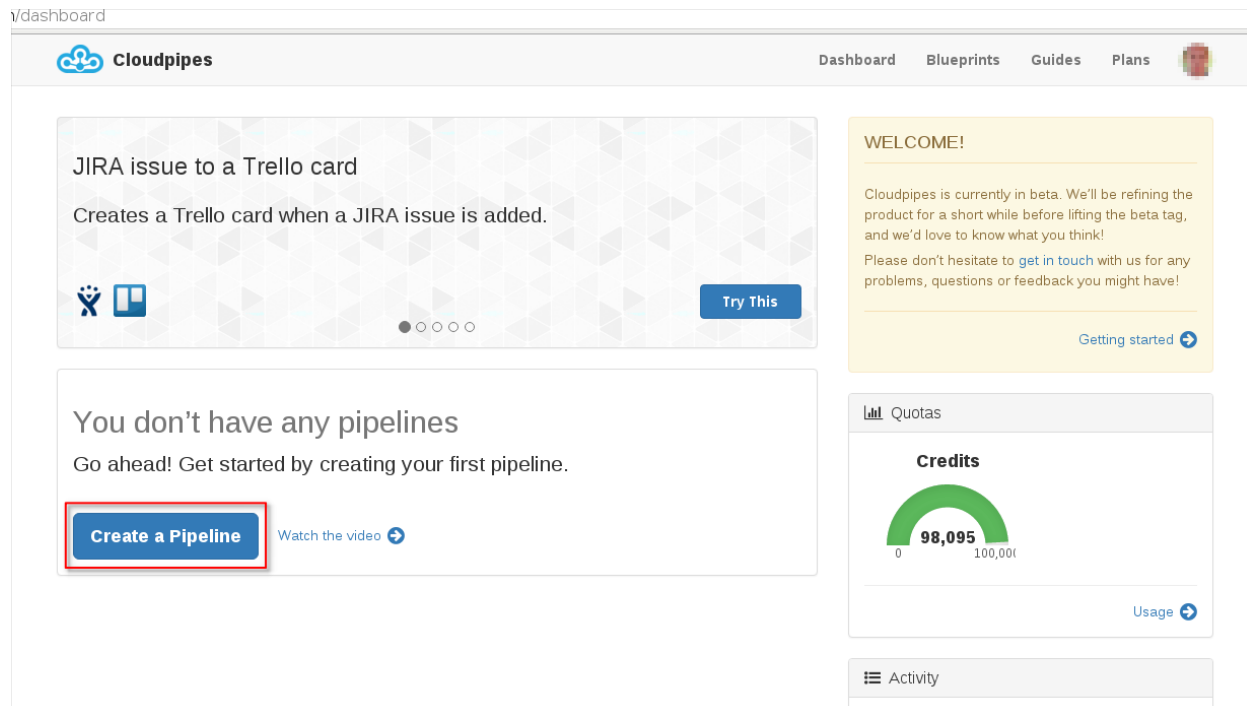 /dashboard
Cloudpipes
Dashboard Blueprints Guides Plans
JIRA issue to a Trello card
Creates a Trello card when a JIRA issue is added.
Try This
You don't have any pipelines
Go ahead! Get started by creating your first pipeline.
Create a Pipeline Watch the video
WELCOME!
Cloudpipes is currently in beta. We'll be refining the
product for a short while before lifting the beta tag,
and we'd love to know what you think!
Please don't hesitate to get in touch with us for any
problems, questions or feedback you might have!
Getting started
Quotas
Credits
98,095
0 100,00
Usage
Activity